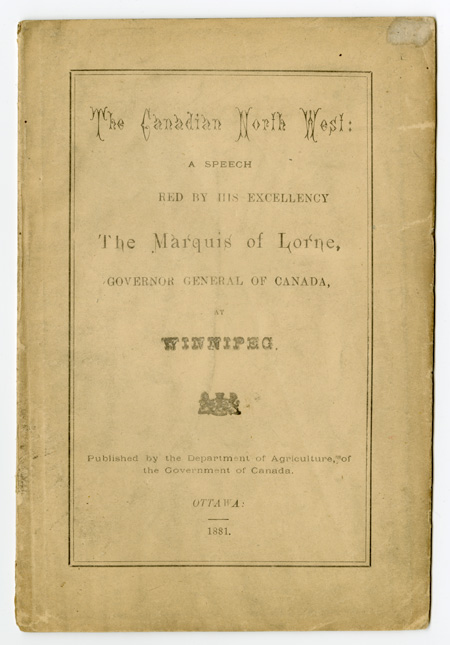 The Canadian North West:
A SPEECH
RED BY HIS EXCELLENCY
The Marquis of Lorne,
GOVERNOR GENERAL OF CANADA,
AT
WINNIPEG.
Published by the Department of Agriculture, of
the Government of Canada.
OTTAWA:
1881.